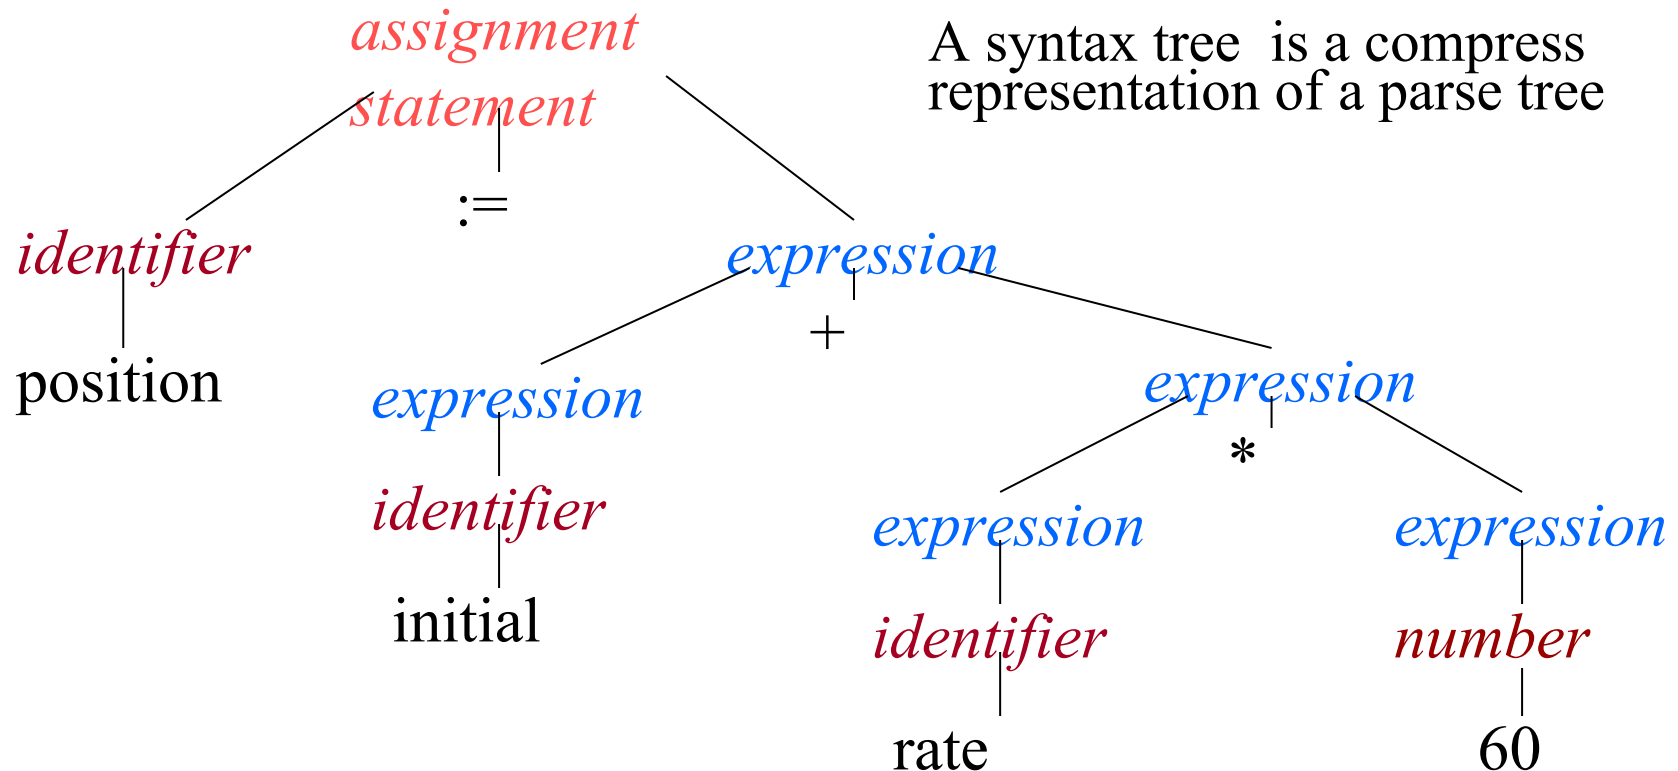 assignment
statement
A syntax tree is a compress
representation of a parse tree
:=
identifier
expression
+
position
expression
expression
*
identifier
expression
expression
initial
identifier
number
rate
60